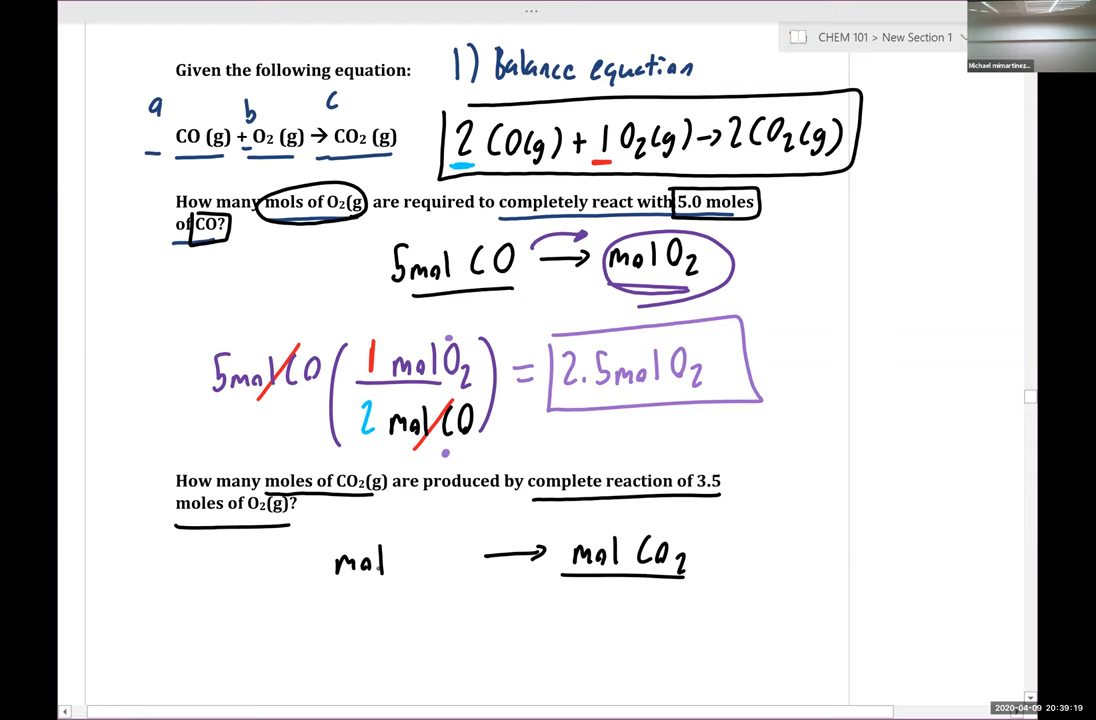 CHEM 101 > New Section 1
Michael mimartinez...
Given the following equation:
1) Balance equation
a b c
CO (g) + O₂ (g) → CO₂ (g)
2 CO(g) + 1 O₂(g) → 2 CO₂(g)
How many mols of O₂(g are required to completely react with 5.0 moles
of CO?
5mol CO → mol O₂
5mol CO ( 1 mol O₂ / 2 mol CO ) = 2.5mol O₂
How many moles of CO₂(g) are produced by complete reaction of 3.5
moles of O₂(g)?
mol → mol CO₂
2020-04-09 20:39:19